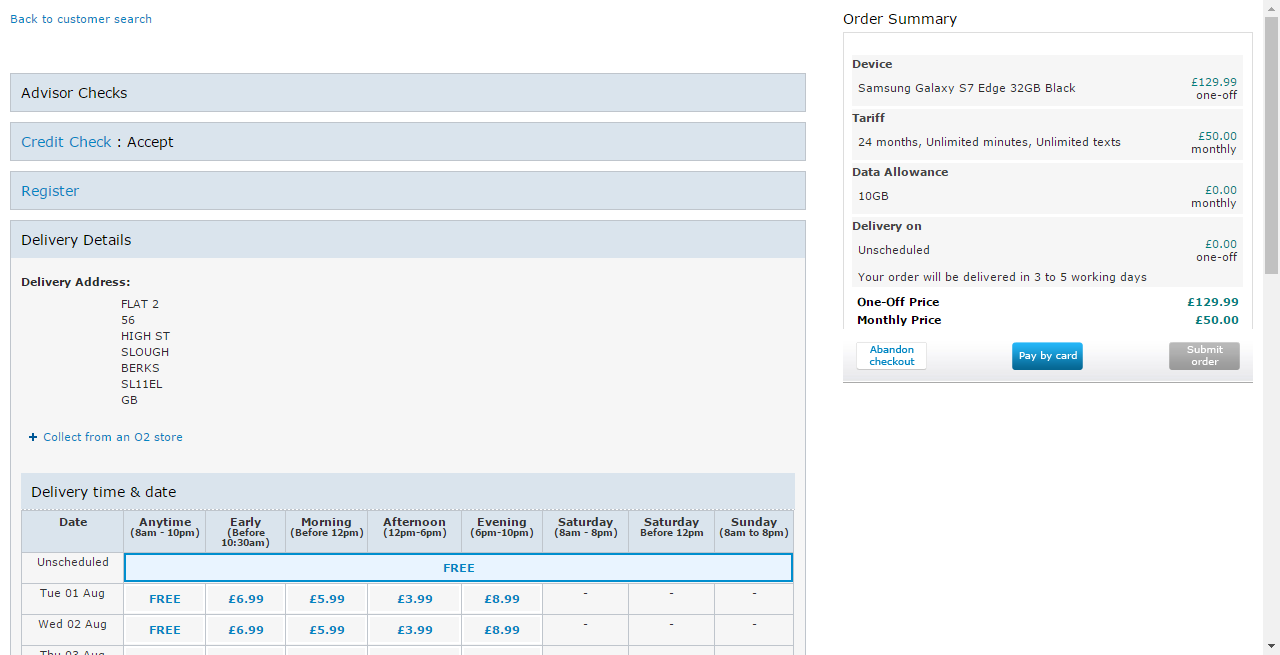 Back to customer search
Advisor Checks
Credit Check : Accept
Register
Delivery Details
Delivery Address:
FLAT 2
56
HIGH ST
SLOUGH
BERKS
SL11EL
GB
+ Collect from an O2 store
Delivery time & date
Date Anytime (8am - 10pm) Early (Before 10:30am) Morning (Before 12pm) Afternoon (12pm-6pm) Evening (6pm-10pm) Saturday (8am - 8pm) Saturday Before 12pm Sunday (8am to 8pm)
Unscheduled FREE
Tue 01 Aug FREE £6.99 £5.99 £3.99 £8.99 - - -
Wed 02 Aug FREE £6.99 £5.99 £3.99 £8.99 - - -
Thu 03 Aug
Order Summary
Device
Samsung Galaxy S7 Edge 32GB Black £129.99 one-off
Tariff
24 months, Unlimited minutes, Unlimited texts £50.00 monthly
Data Allowance
10GB £0.00 monthly
Delivery on
Unscheduled £0.00 one-off
Your order will be delivered in 3 to 5 working days
One-Off Price £129.99
Monthly Price £50.00
Abandon checkout
Pay by card
Submit order